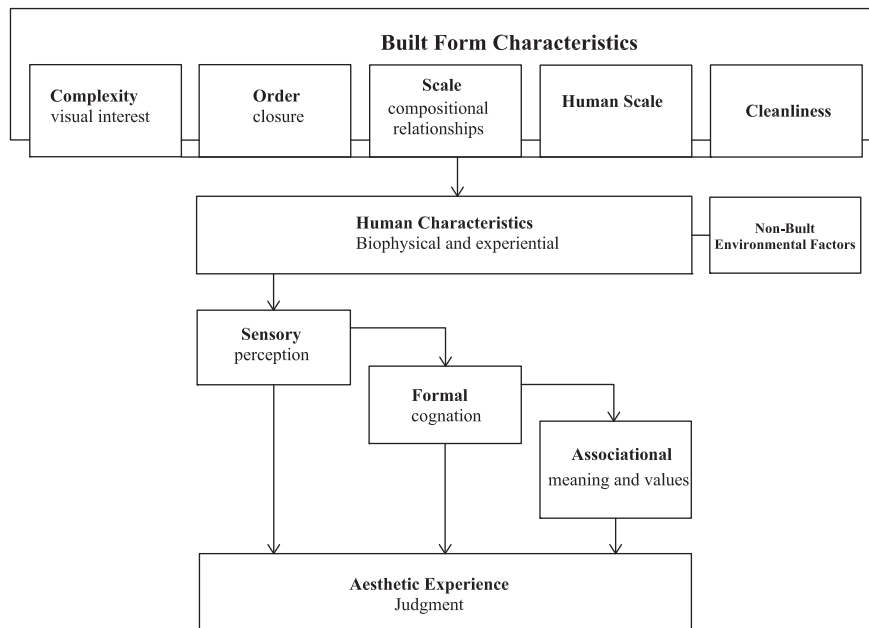 Built Form Characteristics
Complexity
visual interest
Order
closure
Scale
compositional
relationships
Human Scale
Cleanliness
Human Characteristics
Biophysical and experiential
Non-Built
Environmental Factors
Sensory
perception
Formal
cognation
Associational
meaning and values
Aesthetic Experience
Judgment